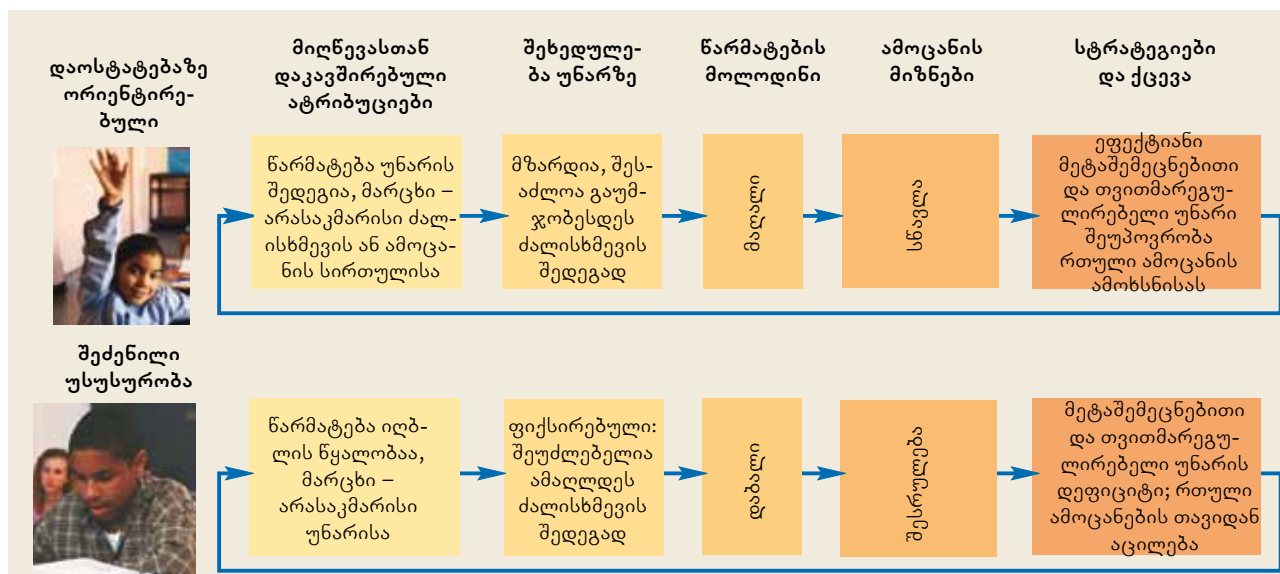 დაოსტატებაზე
ორიენტირე-
ბული
მიღწევასთან
დაკავშირებული
ატრიბუციები
შეხედულე-
ბა უნარზე
წარმატების
მოლოდინი
ამოცანის
მიზნები
სტრატეგიები
და ქცევა
წარმატება უნარის
შედეგია, მარცხი –
არასაკმარისი ძალ-
ისხმევის ან ამოცა-
ნის სირთულისა
მზარდია, შეს-
აძლოა გაუმ-
ჯობესდეს
ძალისხმევის
შედეგად
მაღალი
სწავლა
ეფექტიანი
მეტაშემეცნებითი
და თვითმარეგუ-
ლირებელი უნარი
შეუპოვრობა
რთული ამოცანის
ამოხსნისას
შეძენილი
უსუსურობა
წარმატება იღბ-
ლის წყალობაა,
მარცხი –
არასაკმარისი
უნარისა
ფიქსირებული:
შეუძლებელია
ამაღლდეს
ძალისხმევის
შედეგად
დაბალი
შესრულება
მეტაშემეცნებითი
და თვითმარეგუ-
ლირებელი უნარის
დეფიციტი; რთული
ამოცანების თავიდან
აცილება